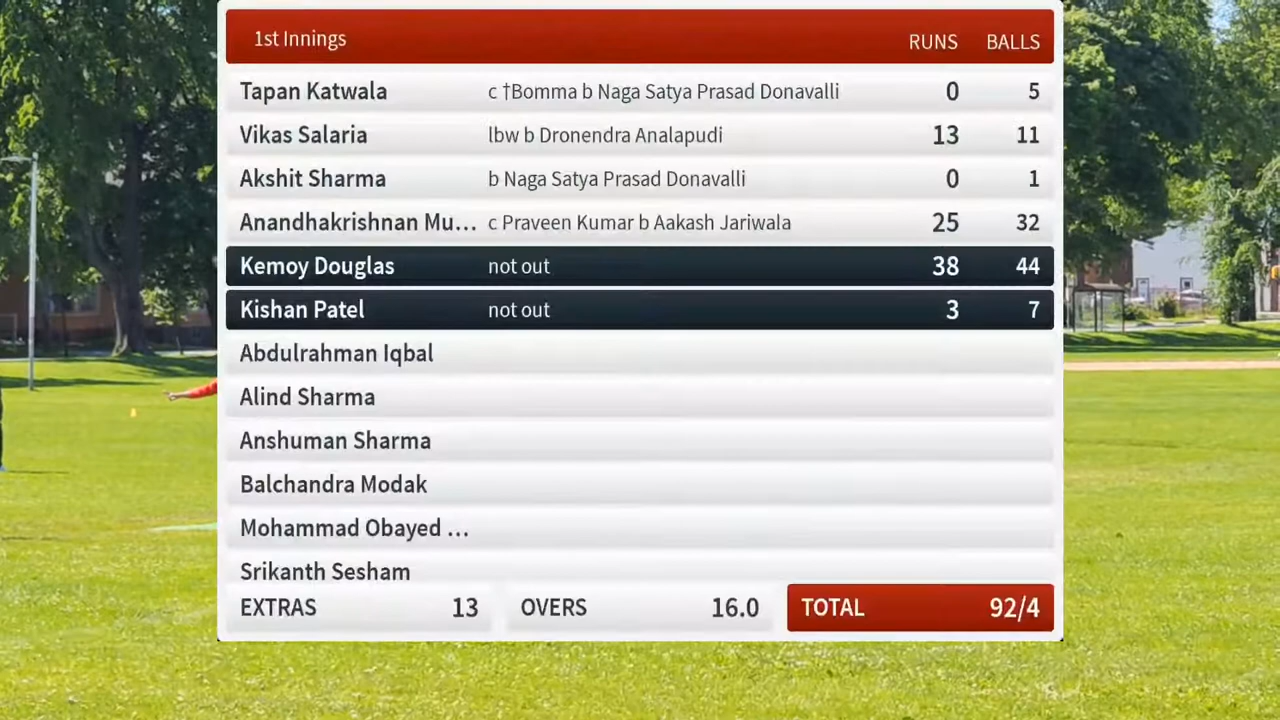 1st Innings RUNS BALLS
Tapan Katwala c †Bomma b Naga Satya Prasad Donavalli 0 5
Vikas Salaria lbw b Dronendra Analapudi 13 11
Akshit Sharma b Naga Satya Prasad Donavalli 0 1
Anandhakrishnan Mu... c Praveen Kumar b Aakash Jariwala 25 32
Kemoy Douglas not out 38 44
Kishan Patel not out 3 7
Abdulrahman Iqbal
Alind Sharma
Anshuman Sharma
Balchandra Modak
Mohammad Obayed ...
Srikanth Sesham
EXTRAS 13 OVERS 16.0 TOTAL 92/4